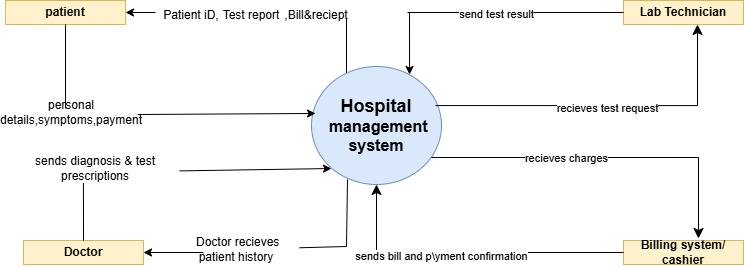 patient
Patient iD, Test report ,Bill&reciept
send test result
Lab Technician
personal
details,symptoms,payment
Hospital
management
system
recieves test request
sends diagnosis & test
prescriptions
recieves charges
Doctor
Doctor recieves
patient history
sends bill and p\yment confirmation
Billing system/
cashier